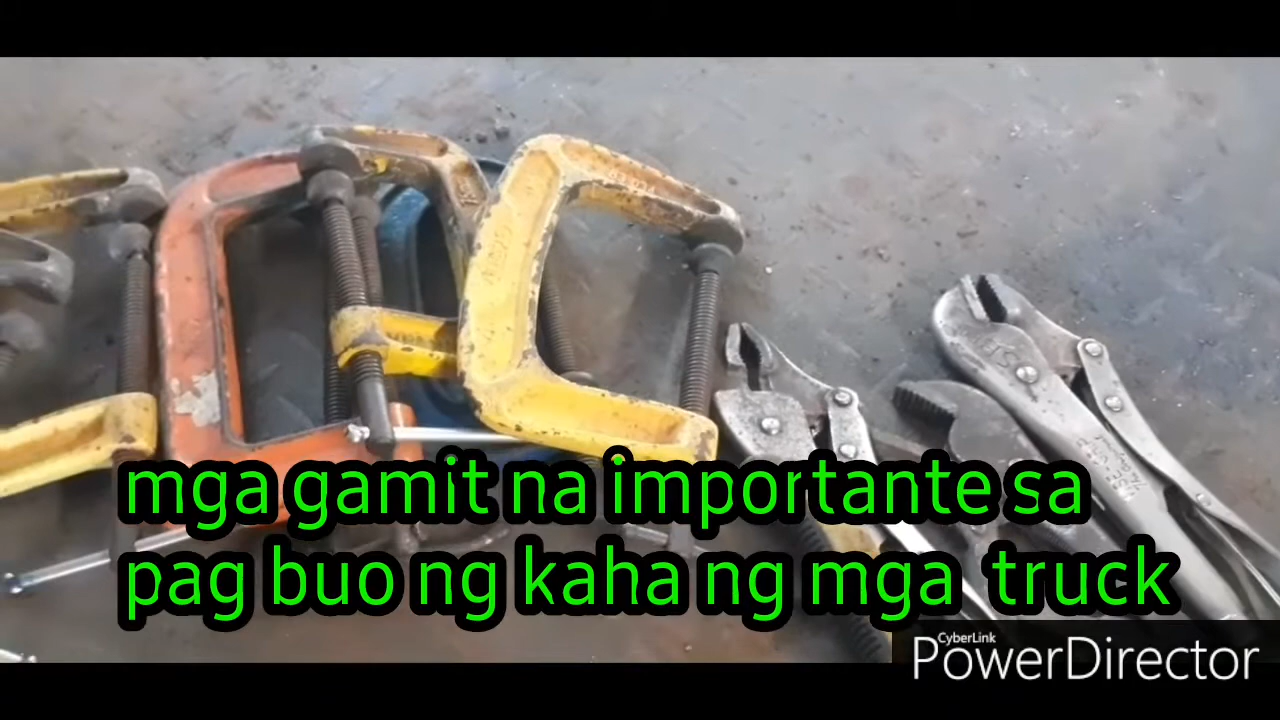 mga gamit na importante sa
pag buo ng kaha ng mga truck
CyberLink
PowerDirector